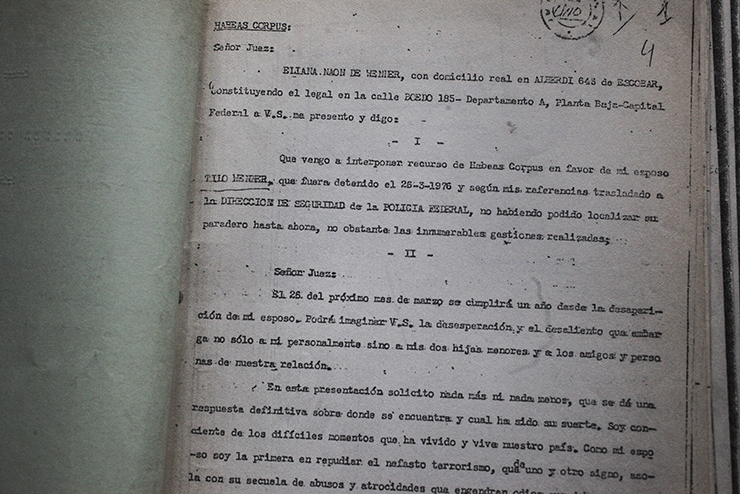 HABEAS CORPUS:
Señor Juez:
ELIANA NAON DE WENNER, con domicilio real en ALBERDI 643 de ESCOBAR,
constituyendo el legal en la calle BOEDO 185- Departamento A, Planta Baja-Capital
Federal a V.S. me presento y digo:
- I -
Que vengo a interponer recurso de Habeas Corpus en favor de mi esposo
TILO WENNER, que fuera detenido el 26-3-1976 y según mis referencias trasladado a
la DIRECCION DE SEGURIDAD de la POLICIA FEDERAL, no habiendo podido localizar su
paradero hasta ahora, no obstante las innumerables gestiones realizadas;
- II -
Señor Juez:
El 26 del próximo mes de marzo se cumplirá un año desde la desapari-
ción de mi esposo. Podrá imaginar V.S. la desesperación y el desaliento que embar
ga no sólo a mi personalmente sino a mis dos hijas menores y a los amigos y perso
nas de nuestra relación.
En esta presentación solicito nada más ni nada menos, que se dé una
respuesta definitiva sobre donde se encuentra y cual ha sido su suerte. Soy con-
ciente de los difíciles momentos que ha vivido y vive nuestro país. Como mi espo
-so soy la primera en repudiar el nefasto terrorismo, que de uno y otro signo, aso-
la con su secuela de abusos y atrocidades que engendran
4